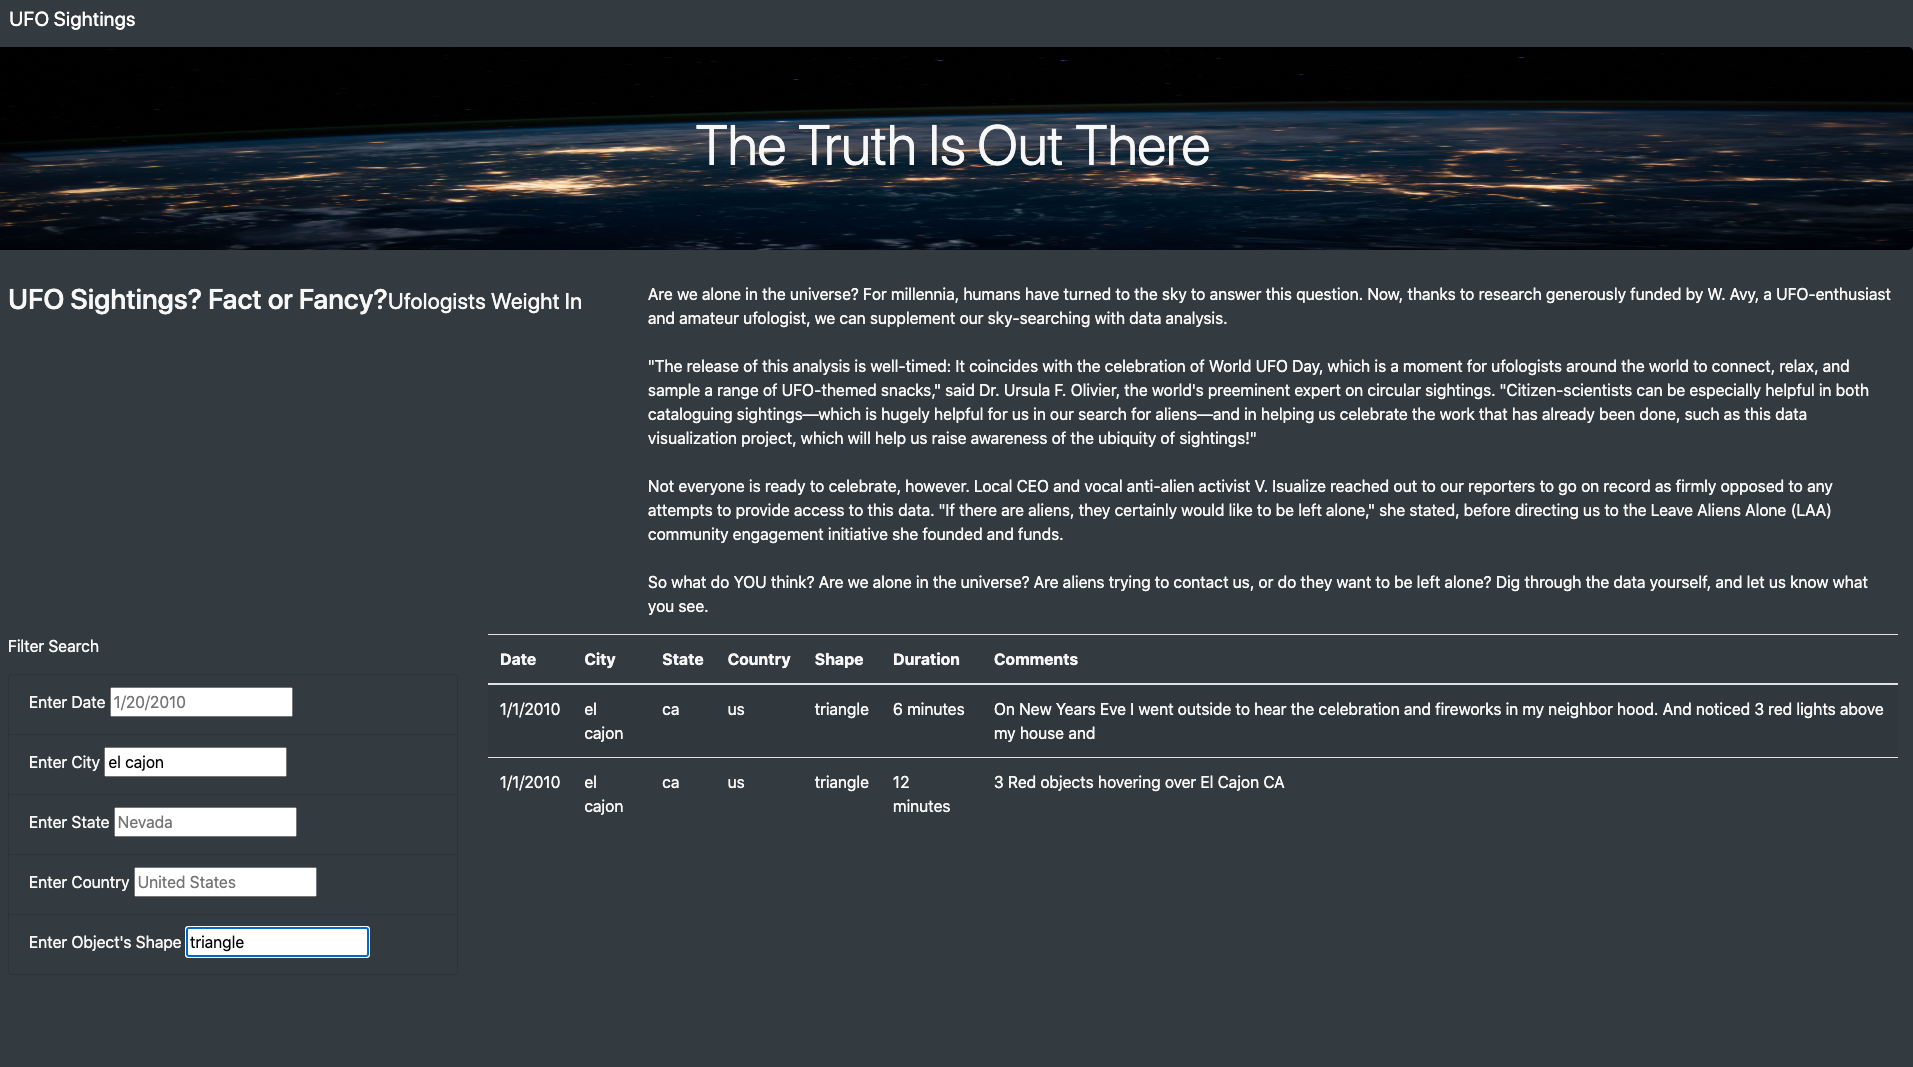 UFO Sightings
The Truth Is Out There
UFO Sightings? Fact or Fancy?Ufologists Weight In
Are we alone in the universe? For millennia, humans have turned to the sky to answer this question. Now, thanks to research generously funded by W. Avy, a UFO-enthusiast
and amateur ufologist, we can supplement our sky-searching with data analysis.
"The release of this analysis is well-timed: It coincides with the celebration of World UFO Day, which is a moment for ufologists around the world to connect, relax, and
sample a range of UFO-themed snacks," said Dr. Ursula F. Olivier, the world's preeminent expert on circular sightings. "Citizen-scientists can be especially helpful in both
cataloguing sightings—which is hugely helpful for us in our search for aliens—and in helping us celebrate the work that has already been done, such as this data
visualization project, which will help us raise awareness of the ubiquity of sightings!"
Not everyone is ready to celebrate, however. Local CEO and vocal anti-alien activist V. Isualize reached out to our reporters to go on record as firmly opposed to any
attempts to provide access to this data. "If there are aliens, they certainly would like to be left alone," she stated, before directing us to the Leave Aliens Alone (LAA)
community engagement initiative she founded and funds.
So what do YOU think? Are we alone in the universe? Are aliens trying to contact us, or do they want to be left alone? Dig through the data yourself, and let us know what
you see.
Filter Search
Enter Date 1/20/2010
Enter City el cajon
Enter State Nevada
Enter Country United States
Enter Object's Shape triangle
Date City State Country Shape Duration Comments
1/1/2010 el ca us triangle 6 minutes On New Years Eve I went outside to hear the celebration and fireworks in my neighbor hood. And noticed 3 red lights above
cajon my house and
1/1/2010 el ca us triangle 12 3 Red objects hovering over El Cajon CA
cajon minutes